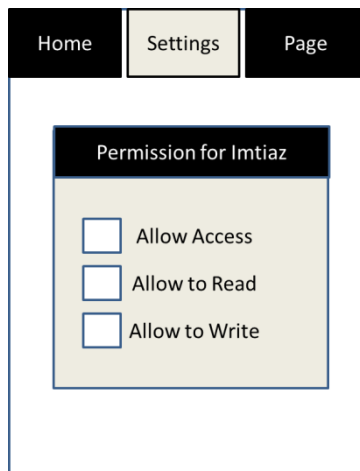 Home Settings Page
Permission for Imtiaz
Allow Access
Allow to Read
Allow to Write